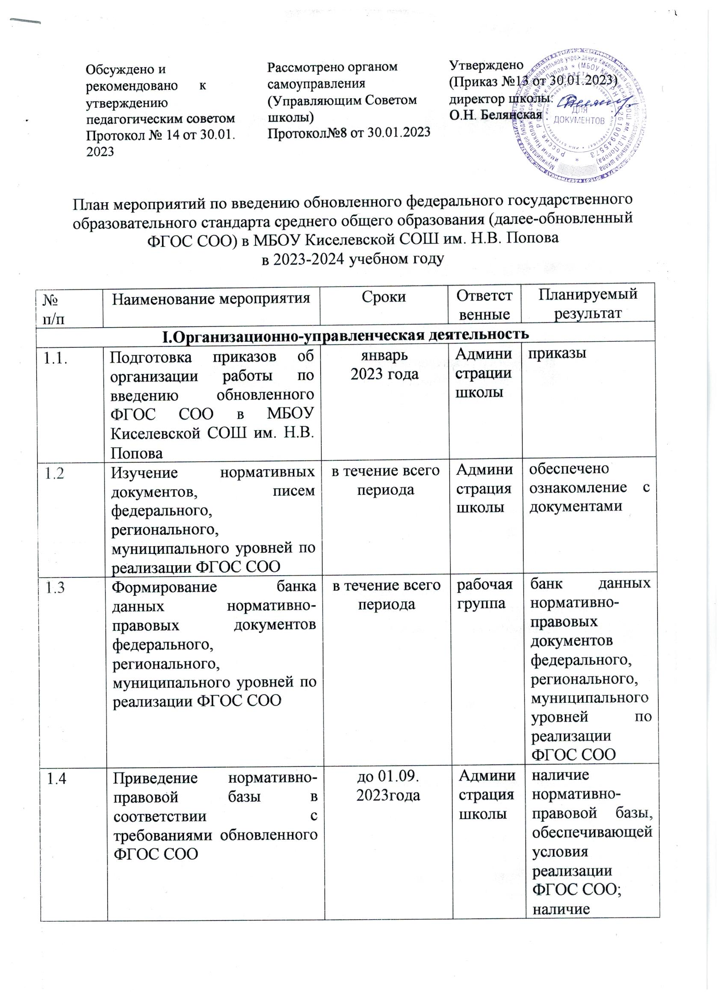 Обсуждено и
рекомендовано к
утверждению
педагогическим советом
Протокол № 14 от 30.01.
2023
Рассмотрено органом
самоуправления
(Управляющим Советом
школы)
Протокол№8 от 30.01.2023
Утверждено
(Приказ №13 от 30.01.2023)
директор школы:
О.Н. Белянская
ДЛЯ
ДОКУМЕНТОВ
План мероприятий по введению обновленного федерального государственного
образовательного стандарта среднего общего образования (далее-обновленный
ФГОС СОО) в МБОУ Киселевской СОШ им. Н.В. Попова
в 2023-2024 учебном году
№
п/п
Наименование мероприятия
Сроки
Ответст
венные
Планируемый
результат
I.Организационно-управленческая деятельность
1.1.
Подготовка приказов об
организации работы по
введению обновленного
ФГОС СОО в МБОУ
Киселевской СОШ им. Н.В.
Попова
январь
2023 года
Админи
страции
школы
приказы
1.2
Изучение нормативных
документов, писем
федерального,
регионального,
муниципального уровней по
реализации ФГОС СОО
в течение всего
периода
Админи
страция
школы
обеспечено
ознакомление с
документами
1.3
Формирование банка
данных нормативно-
правовых документов
федерального,
регионального,
муниципального уровней по
реализации ФГОС СОО
в течение всего
периода
рабочая
группа
банк данных
нормативно-
правовых
документов
федерального,
регионального,
муниципального
уровней по
реализации
ФГОС СОО
1.4
Приведение нормативно-
правовой базы в
соответствии с
требованиями обновленного
ФГОС СОО
до 01.09.
2023года
Админи
страция
школы
наличие
нормативно-
правовой базы,
обеспечивающей
условия
реализации
ФГОС СОО;
наличие